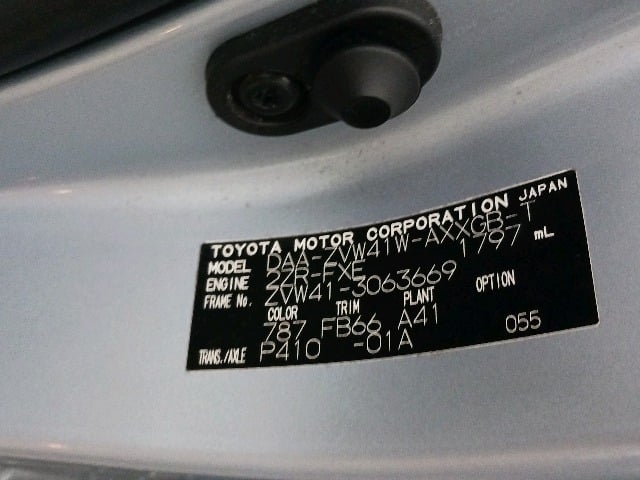 TOYOTA MOTOR CORPORATION JAPAN
MODEL DAA-ZVW41W-AXXGB-T
ENGINE 2ZR-FXE 1797 mL
FRAME No. ZVW41-3063669
COLOR TRIM PLANT OPTION
787 FB66 A41
TRANS./AXLE P410 -01A 055